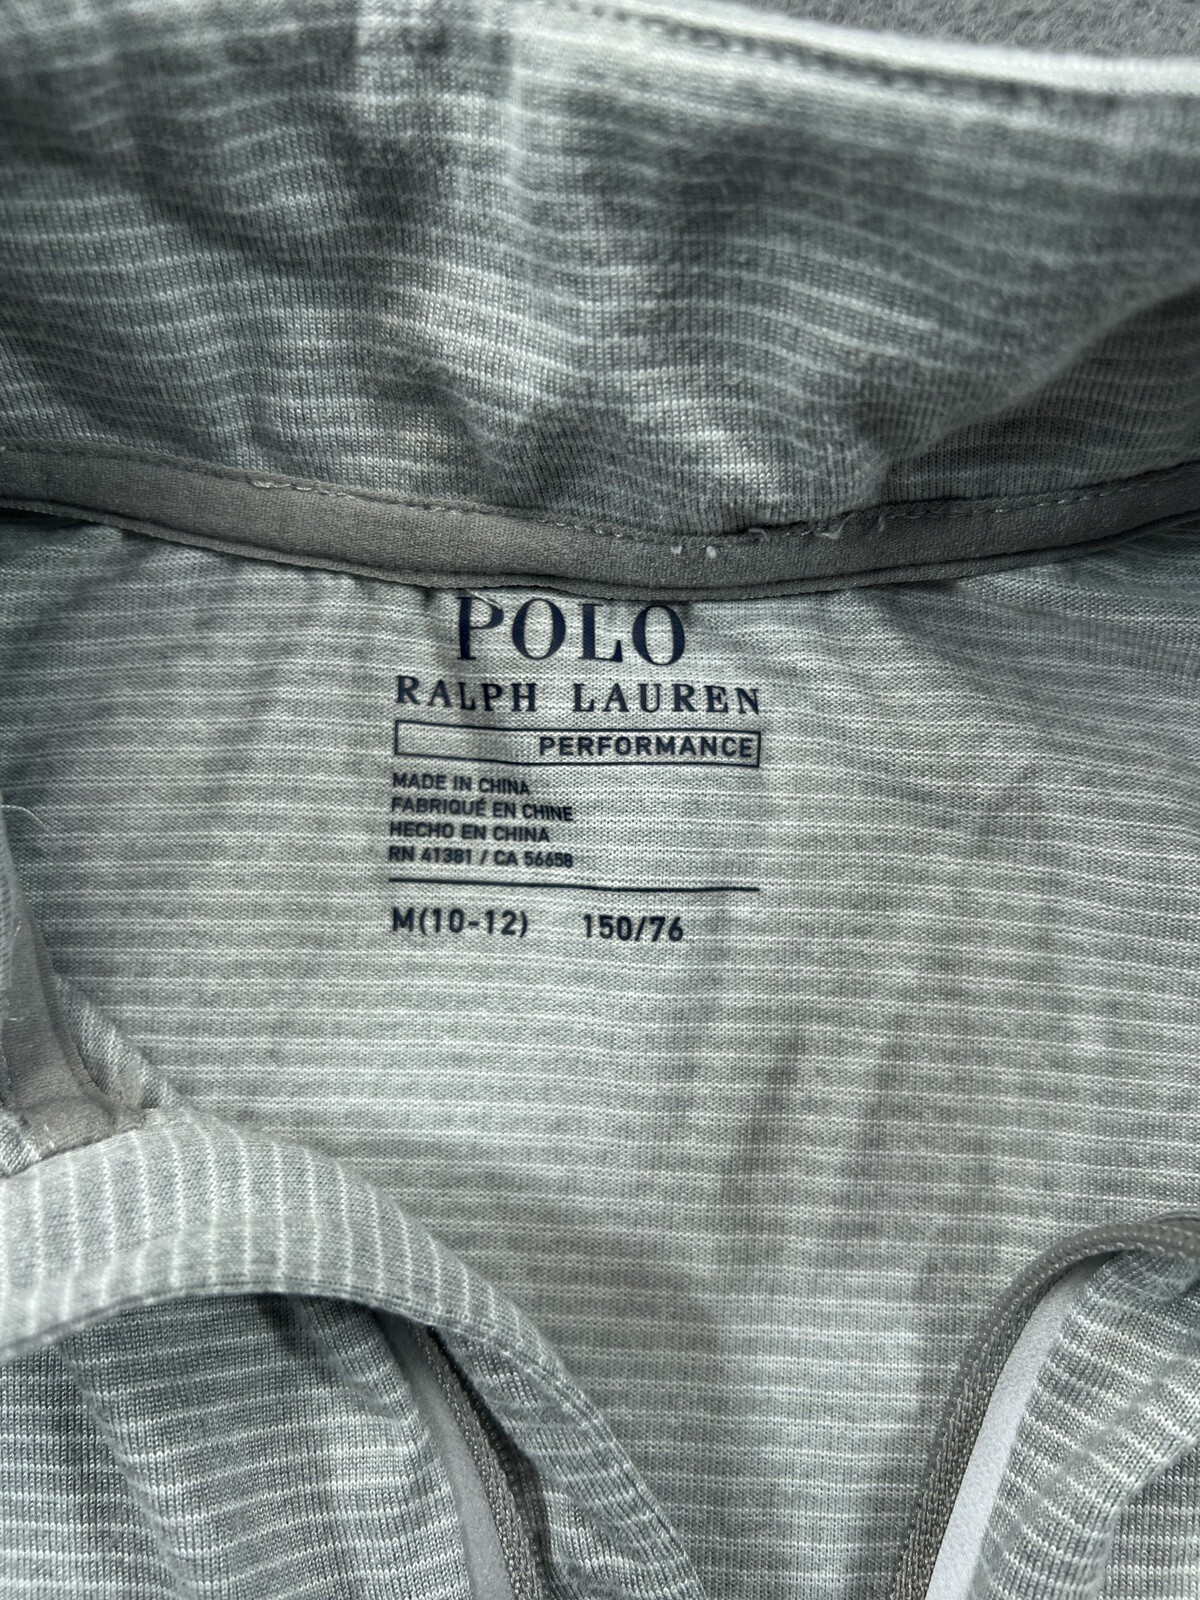 POLO
RALPH LAUREN
PERFORMANCE
MADE IN CHINA
FABRIQUÉ EN CHINE
HECHO EN CHINA
RN 41381 / CA 56658
M(10-12) 150/76